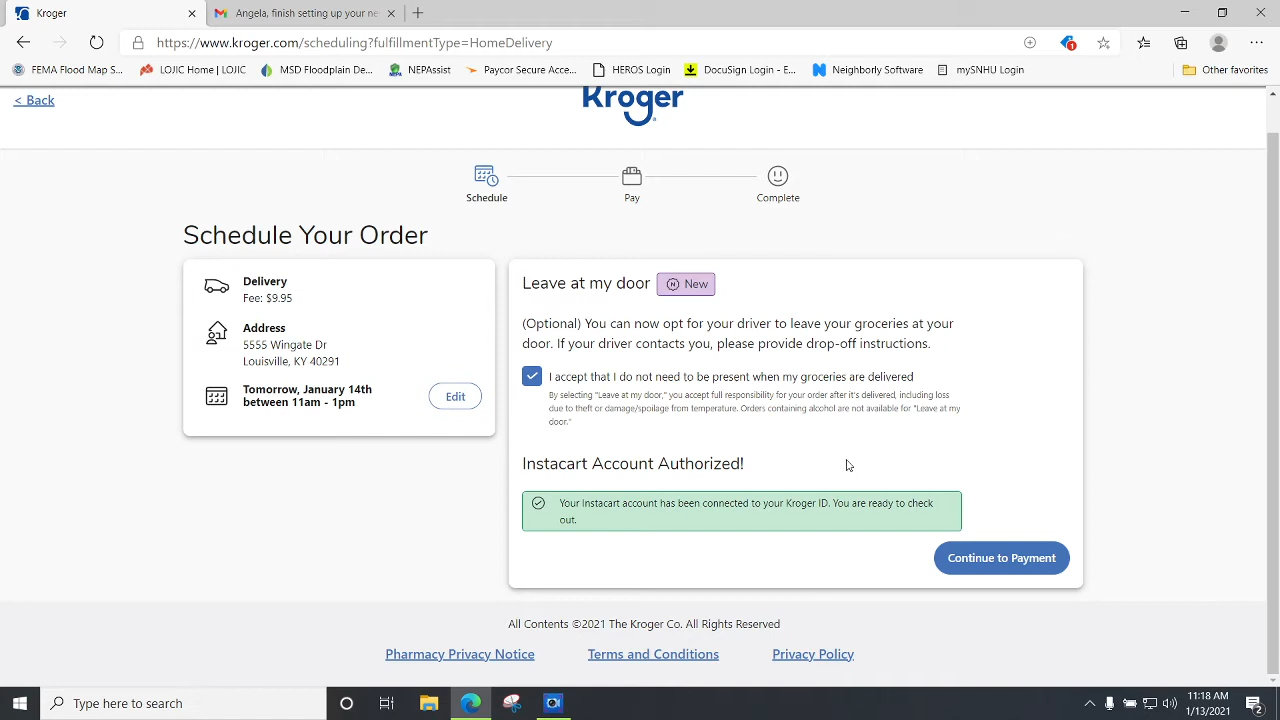 Kroger
Angela, finish setting up your ne
https://www.kroger.com/scheduling?fulfillmentType=HomeDelivery
1
FEMA Flood Map S...
LOJIC Home | LOJIC
MSD Floodplain De...
NEPAssist
Paycor Secure Acce...
HEROS Login
DocuSign Login - E...
Neighborly Software
mySNHU Login
Other favorites
< Back
Kroger
Schedule
Pay
Complete
Schedule Your Order
Delivery
Fee: $9.95
Address
5555 Wingate Dr
Louisville, KY 40291
Tomorrow, January 14th
between 11am - 1pm
Edit
Leave at my door
New
(Optional) You can now opt for your driver to leave your groceries at your
door. If your driver contacts you, please provide drop-off instructions.
I accept that I do not need to be present when my groceries are delivered
By selecting "Leave at my door," you accept full responsibility for your order after it's delivered, including loss
due to theft or damage/spoilage from temperature. Orders containing alcohol are not available for "Leave at my
door."
Instacart Account Authorized!
Your Instacart account has been connected to your Kroger ID. You are ready to check
out.
Continue to Payment
All Contents ©2021 The Kroger Co. All Rights Reserved
Pharmacy Privacy Notice
Terms and Conditions
Privacy Policy
Type here to search
11:18 AM
1/13/2021
2